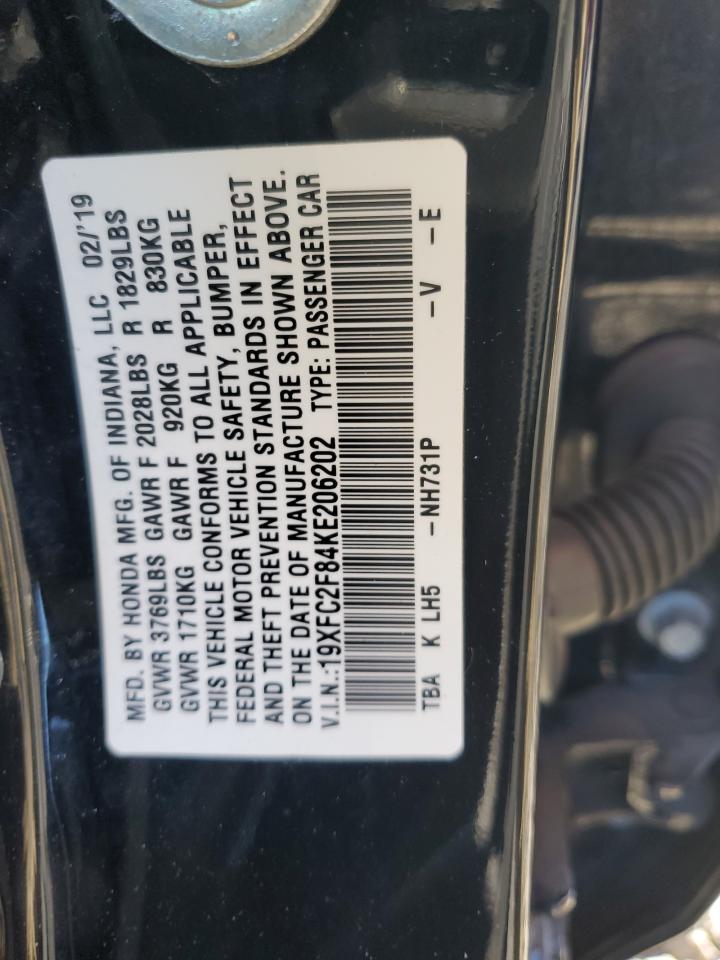 MFD. BY HONDA MFG. OF INDIANA, LLC 02/'19
GVWR 3769LBS GAWR F 2028LBS R 1829LBS
GVWR 1710KG GAWR F 920KG R 830KG
THIS VEHICLE CONFORMS TO ALL APPLICABLE
FEDERAL MOTOR VEHICLE SAFETY, BUMPER,
AND THEFT PREVENTION STANDARDS IN EFFECT
ON THE DATE OF MANUFACTURE SHOWN ABOVE.
V.I.N.:19XFC2F84KE206202 TYPE: PASSENGER CAR
TBA K LH5 -NH731P -V -E